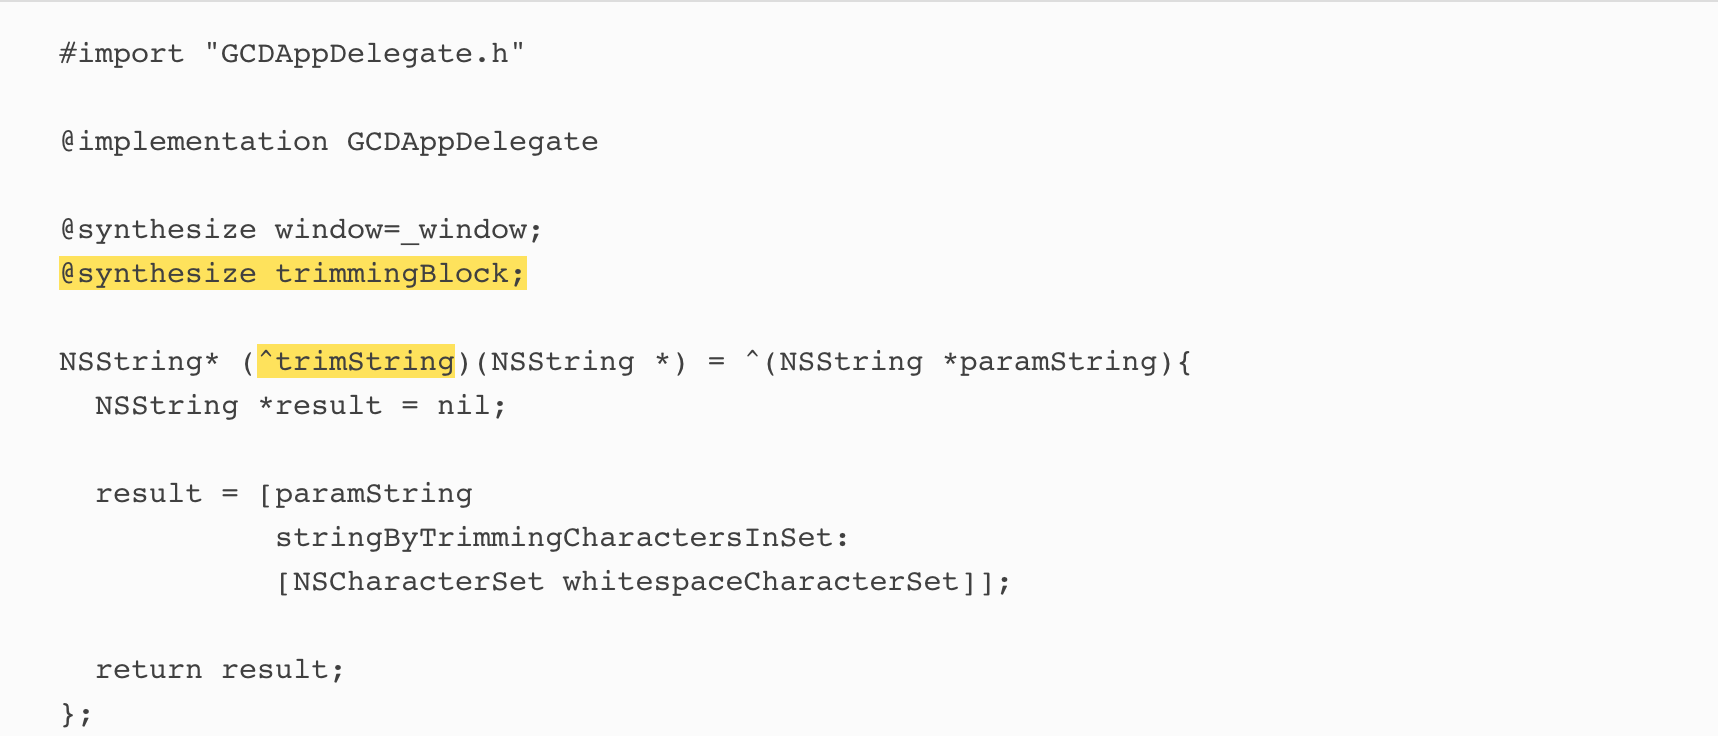 #import "GCDAppDelegate.h"
@implementation GCDAppDelegate
@synthesize window=_window;
@synthesize trimmingBlock;
NSString* (^trimString)(NSString *) = ^(NSString *paramString){
  NSString *result = nil;
  result = [paramString
            stringByTrimmingCharactersInSet:
            [NSCharacterSet whitespaceCharacterSet]];
  return result;
};